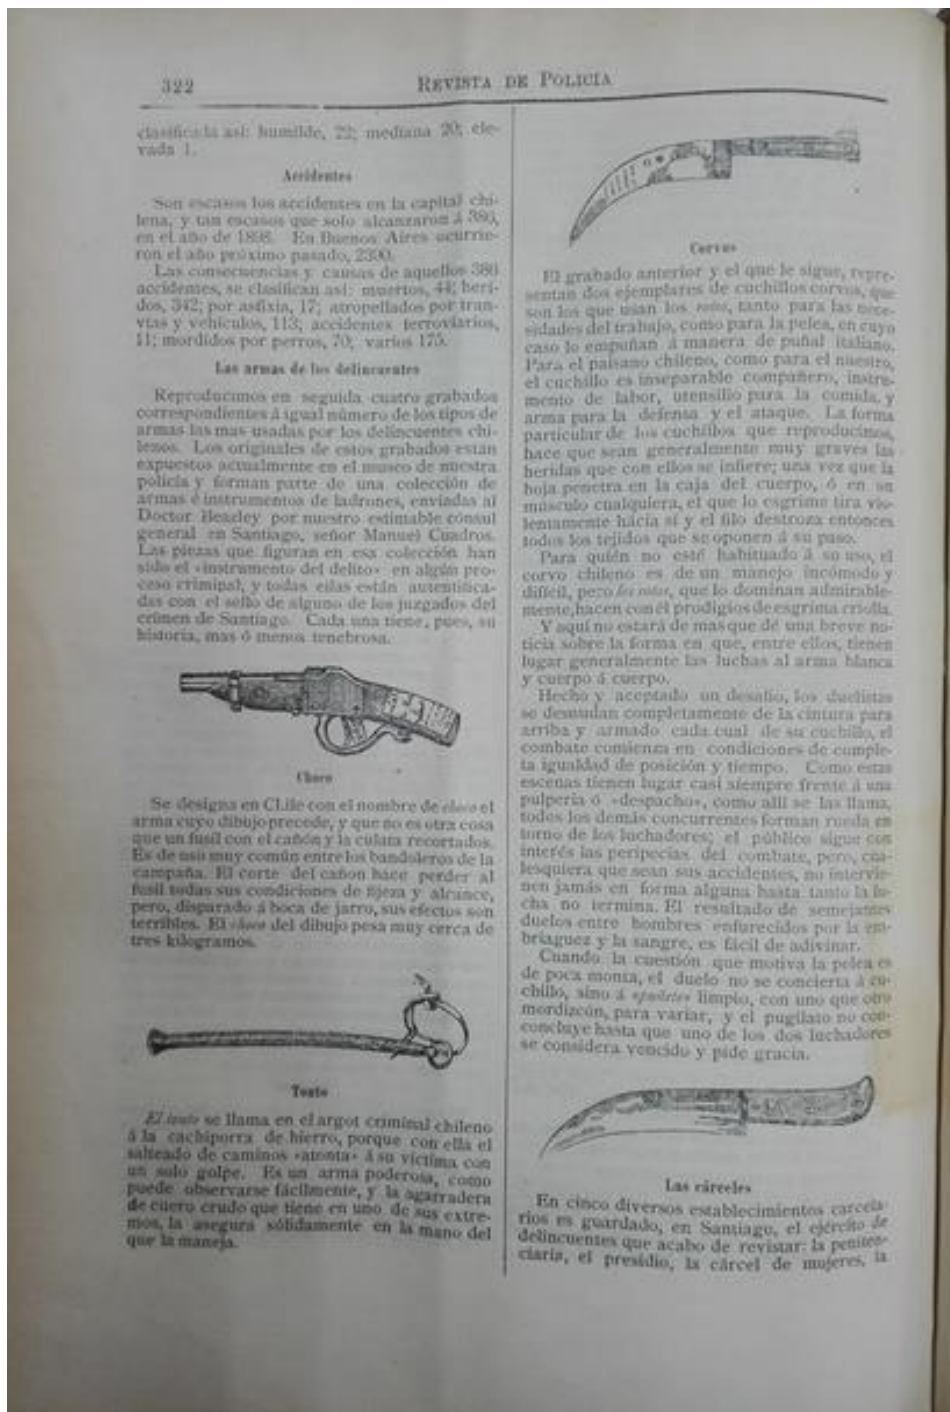 322
REVISTA DE POLICIA
clasificada así: humilde, 22; mediana 20; ele-
vada 1.
Accidentes
Son escasos los accidentes en la capital chi-
lena, y tan escasos que solo alcanzaron á 386,
en el año de 1898. En Buenos Aires ocurrie-
ron el año próximo pasado, 2390.
Las consecuencias y causas de aquellos 386
accidentes, se clasifican así: muertos, 44; heri-
dos, 342; por asfixia, 17; atropellados por tran-
vías y vehículos, 113; accidentes ferroviarios,
11; mordidos por perros, 70; varios 175.
Las armas de los delincuentes
Reproducimos en seguida cuatro grabados
correspondientes á igual número de los tipos de
armas las mas usadas por los delincuentes chi-
lenos. Los originales de estos grabados están
expuestos actualmente en el museo de nuestra
policía y forman parte de una colección de
armas é instrumentos de ladrones, enviadas al
Doctor Beazley por nuestro estimable cónsul
general en Santiago, señor Manuel Cuadros.
Las piezas que figuran en esa colección han
sido el «instrumento del delito» en algún pro-
ceso criminal, y todas ellas están autentifica-
das con el sello de alguno de los juzgados del
crimen de Santiago. Cada una tiene, pues, su
historia, mas ó menos tenebrosa.
Choco
Se designa en Chile con el nombre de choco el
arma cuyo dibujo precede, y que no es otra cosa
que un fusil con el cañón y la culata recortados.
Es de uso muy común entre los bandoleros de la
campaña. El corte del cañon hace perder al
fusil todas sus condiciones de fijeza y alcance,
pero, disparado á boca de jarro, sus efectos son
terribles. El choco del dibujo pesa muy cerca de
tres kilogramos.
Tonto
El tonto se llama en el argot criminal chileno
á la cachiporra de hierro, porque con ella el
salteado de caminos «atonta» á su víctima con
un solo golpe. Es un arma poderosa, como
puede observarse fácilmente, y la agarradera
de cuero crudo que tiene en uno de sus extre-
mos, la asegura sólidamente en la mano del
que la maneja.
Corvos
El grabado anterior y el que le sigue, repre-
sentan dos ejemplares de cuchillos corvos, que
son los que usan los rotos, tanto para las nece-
sidades del trabajo, como para la pelea, en cuyo
caso lo empuñan á manera de puñal italiano.
Para el paisano chileno, como para el nuestro,
el cuchillo es inseparable compañero, instru-
mento de labor, utensilio para la comida, y
arma para la defensa y el ataque. La forma
particular de los cuchillos que reproducimos,
hace que sean generalmente muy graves las
heridas que con ellos se infiere; una vez que la
hoja penetra en la caja del cuerpo, ó en su
músculo cualquiera, el que lo esgrime tira vio-
lentamente hácia sí y el filo destroza entonces
todos los tejidos que se oponen á su paso.
Para quién no esté habituado á su uso, el
corvo chileno es de un manejo incómodo y
difícil, pero los rotos, que lo dominan admirable-
mente, hacen con él prodigios de esgrima criolla.
Y aquí no estará de mas que dé una breve no-
ticia sobre la forma en que, entre ellos, tienen
lugar generalmente las luchas al arma blanca
y cuerpo á cuerpo.
Hecho y aceptado un desafío, los duelistas
se desnudan completamente de la cintura para
arriba y armado cada cual de su cuchillo, el
combate comienza en condiciones de comple-
ta igualdad de posición y tiempo. Como estas
escenas tienen lugar casi siempre frente á una
pulpería ó «despacho», como allí se las llama,
todos los demás concurrentes forman rueda en
torno de los luchadores; el público sigue con
interés las peripecias del combate, pero, cua-
lesquiera que sean sus accidentes, no intervie-
nen jamás en forma alguna hasta tanto la lu-
cha no termina. El resultado de semejantes
duelos entre hombres enfurecidos por la em-
briaguez y la sangre, es fácil de adivinar.
Cuando la cuestión que motiva la pelea es
de poca monta, el duelo no se concierta á cu-
chillo, sino á «puñete» limpio, con uno que otro
mordizcón, para variar, y el pugilato no con-
concluye hasta que uno de los dos luchadores
se considera vencido y pide gracia.
Las cárceles
En cinco diversos establecimientos carcela-
rios es guardado, en Santiago, el ejército de
delincuentes que acabo de revistar: la peniten-
ciaría, el presidio, la cárcel de mujeres, la